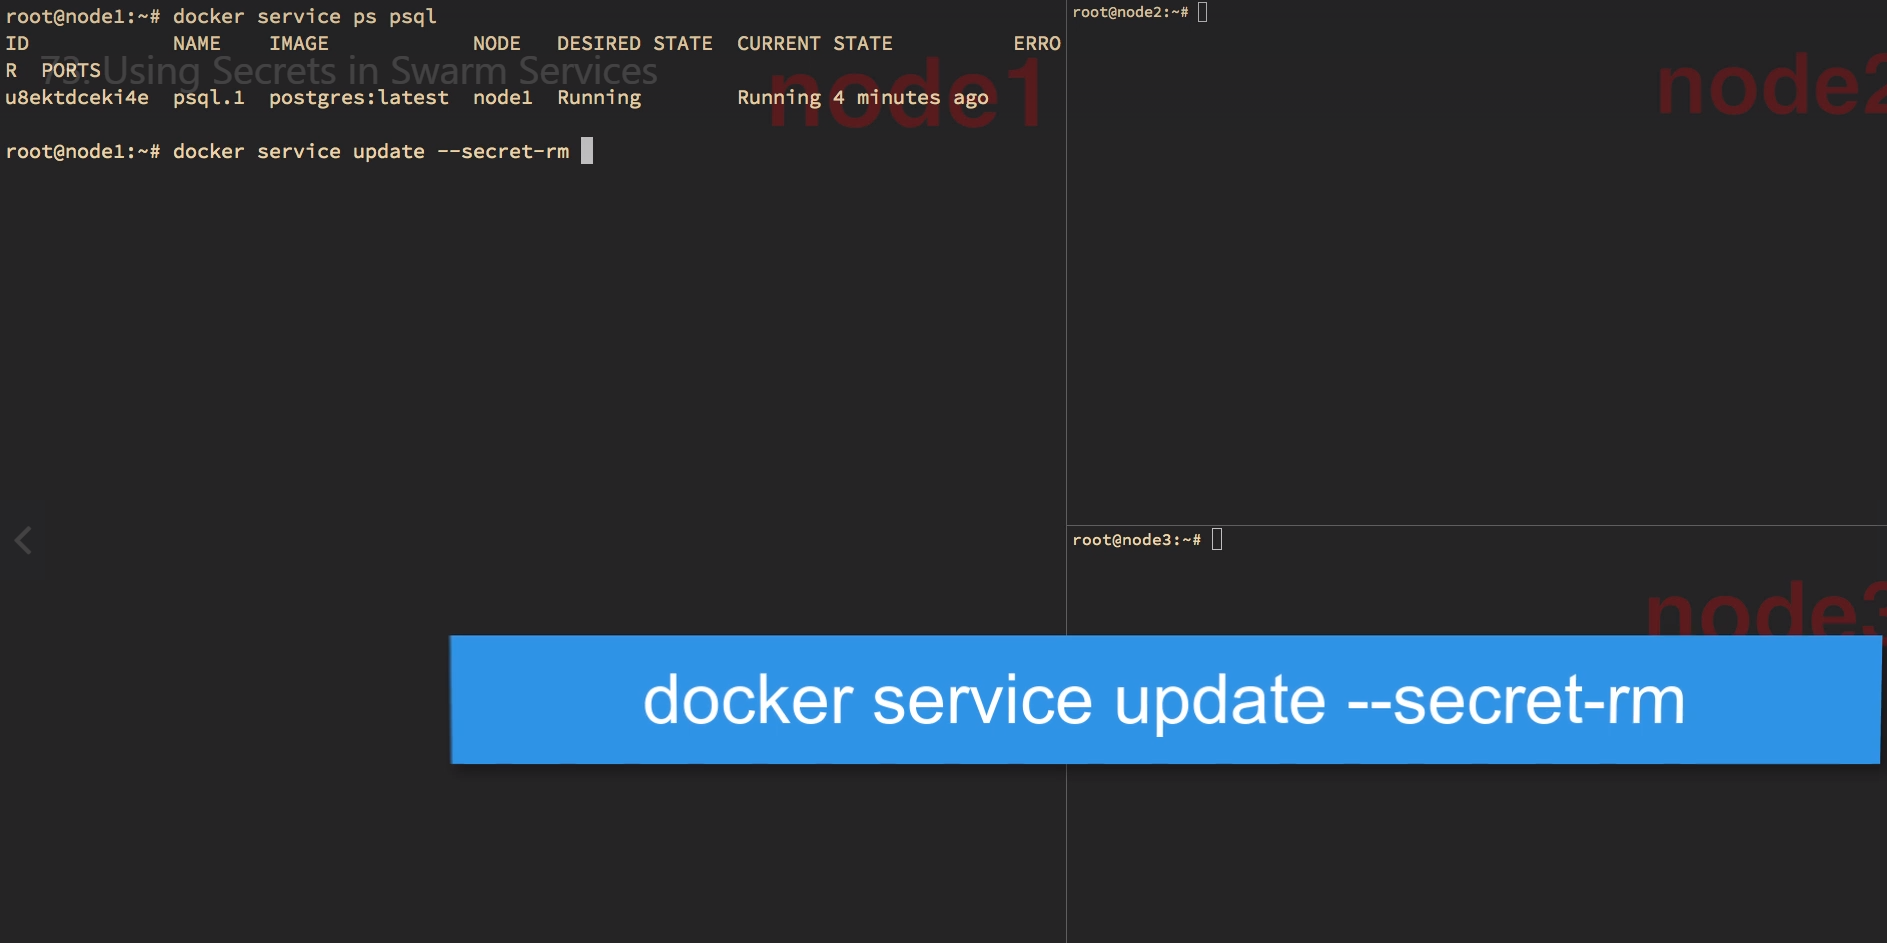 root@node1:~# docker service ps psql
ID            NAME    IMAGE            NODE   DESIRED STATE  CURRENT STATE          ERRO
R  PORTS
73. Using Secrets in Swarm Services
u8ektdceki4e  psql.1  postgres:latest  node1  Running        Running 4 minutes ago
node1
root@node1:~# docker service update --secret-rm
root@node2:~#
node2
root@node3:~#
node3
docker service update --secret-rm